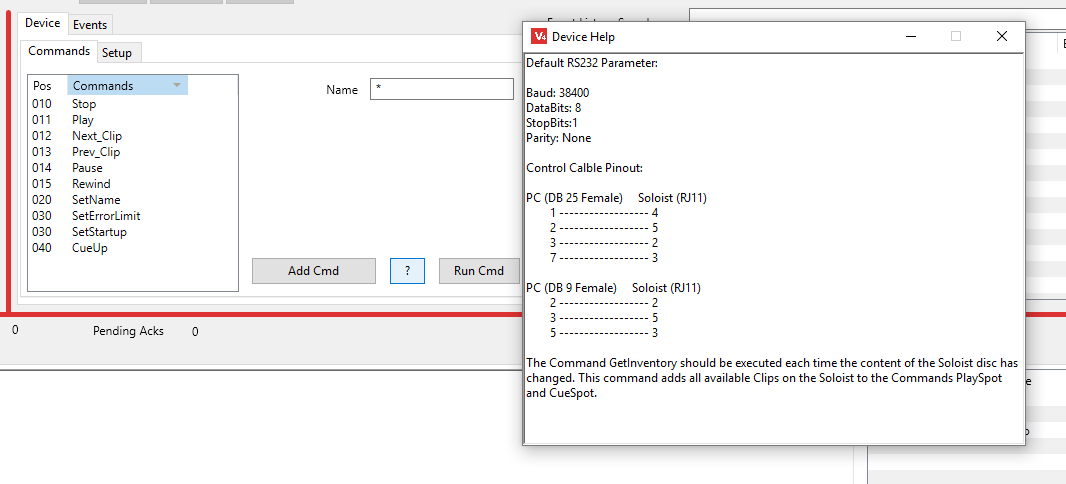 Device Events
Commands Setup
Pos Commands
010 Stop
011 Play
012 Next_Clip
013 Prev_Clip
014 Pause
015 Rewind
020 SetName
030 SetErrorLimit
030 SetStartup
040 CueUp
Name *
Add Cmd ? Run Cmd
0 Pending Acks 0
V4 Device Help
Default RS232 Parameter:
Baud: 38400
DataBits: 8
StopBits:1
Parity: None
Control Calble Pinout:
PC (DB 25 Female) Soloist (RJ11)
1 ------------------ 4
2 ------------------ 5
3 ------------------ 2
7 ------------------ 3
PC (DB 9 Female) Soloist (RJ11)
2 ------------------ 2
3 ------------------ 5
5 ------------------ 3
The Command GetInventory should be executed each time the content of the Soloist disc has
changed. This command adds all available Clips on the Soloist to the Commands PlaySpot
and CueSpot.